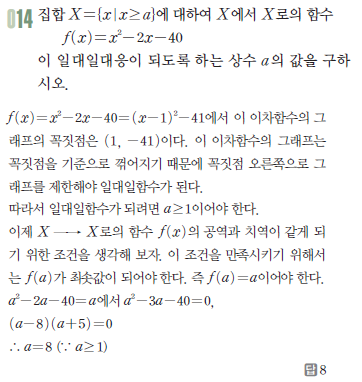 014 집합 X={x|x≥a}에 대하여 X에서 X로의 함수
f(x)=x²-2x-40
이 일대일대응이 되도록 하는 상수 a의 값을 구하
시오.
f(x)=x²-2x-40=(x-1)²-41에서 이 이차함수의 그
래프의 꼭짓점은 (1, -41)이다. 이 이차함수의 그래프는
꼭짓점을 기준으로 꺾어지기 때문에 꼭짓점 오른쪽으로 그
래프를 제한해야 일대일함수가 된다.
따라서 일대일함수가 되려면 a≥1이어야 한다.
이제 X ⟶ X로의 함수 f(x)의 공역과 치역이 같게 되
기 위한 조건을 생각해 보자. 이 조건을 만족시키기 위해서
는 f(a)가 최솟값이 되어야 한다. 즉 f(a)=a이어야 한다.
a²-2a-40=a에서 a²-3a-40=0,
(a-8)(a+5)=0
∴ a=8 (∵ a≥1)
답 8